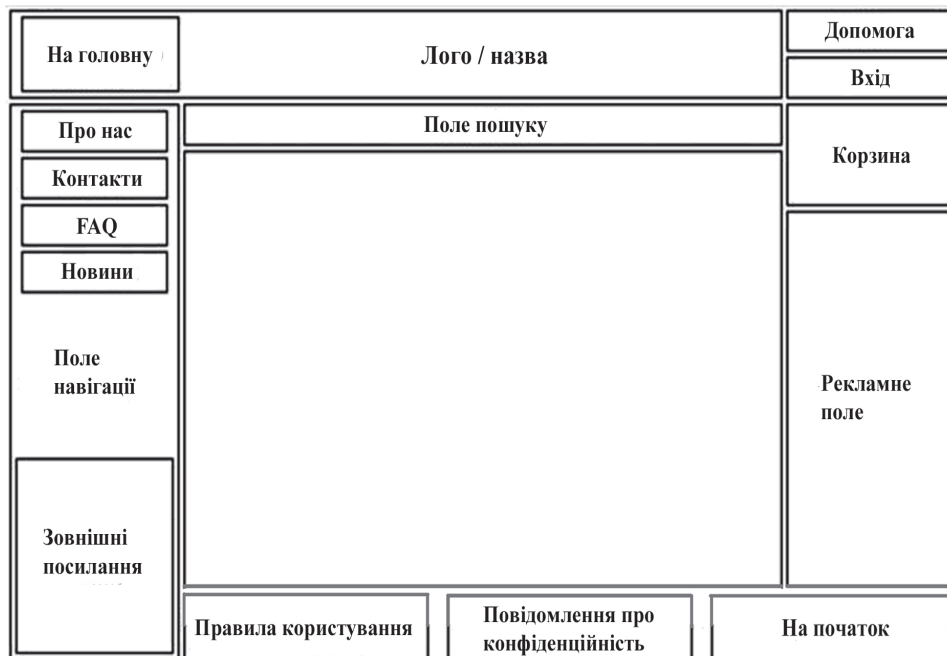 На головну
Лого / назва
Допомога
Вхід
Про нас
Поле пошуку
Корзина
Контакти
FAQ
Новини
Поле
навігації
Рекламне
поле
Зовнішні
посилання
Правила користування
Повідомлення про
конфіденційність
На початок